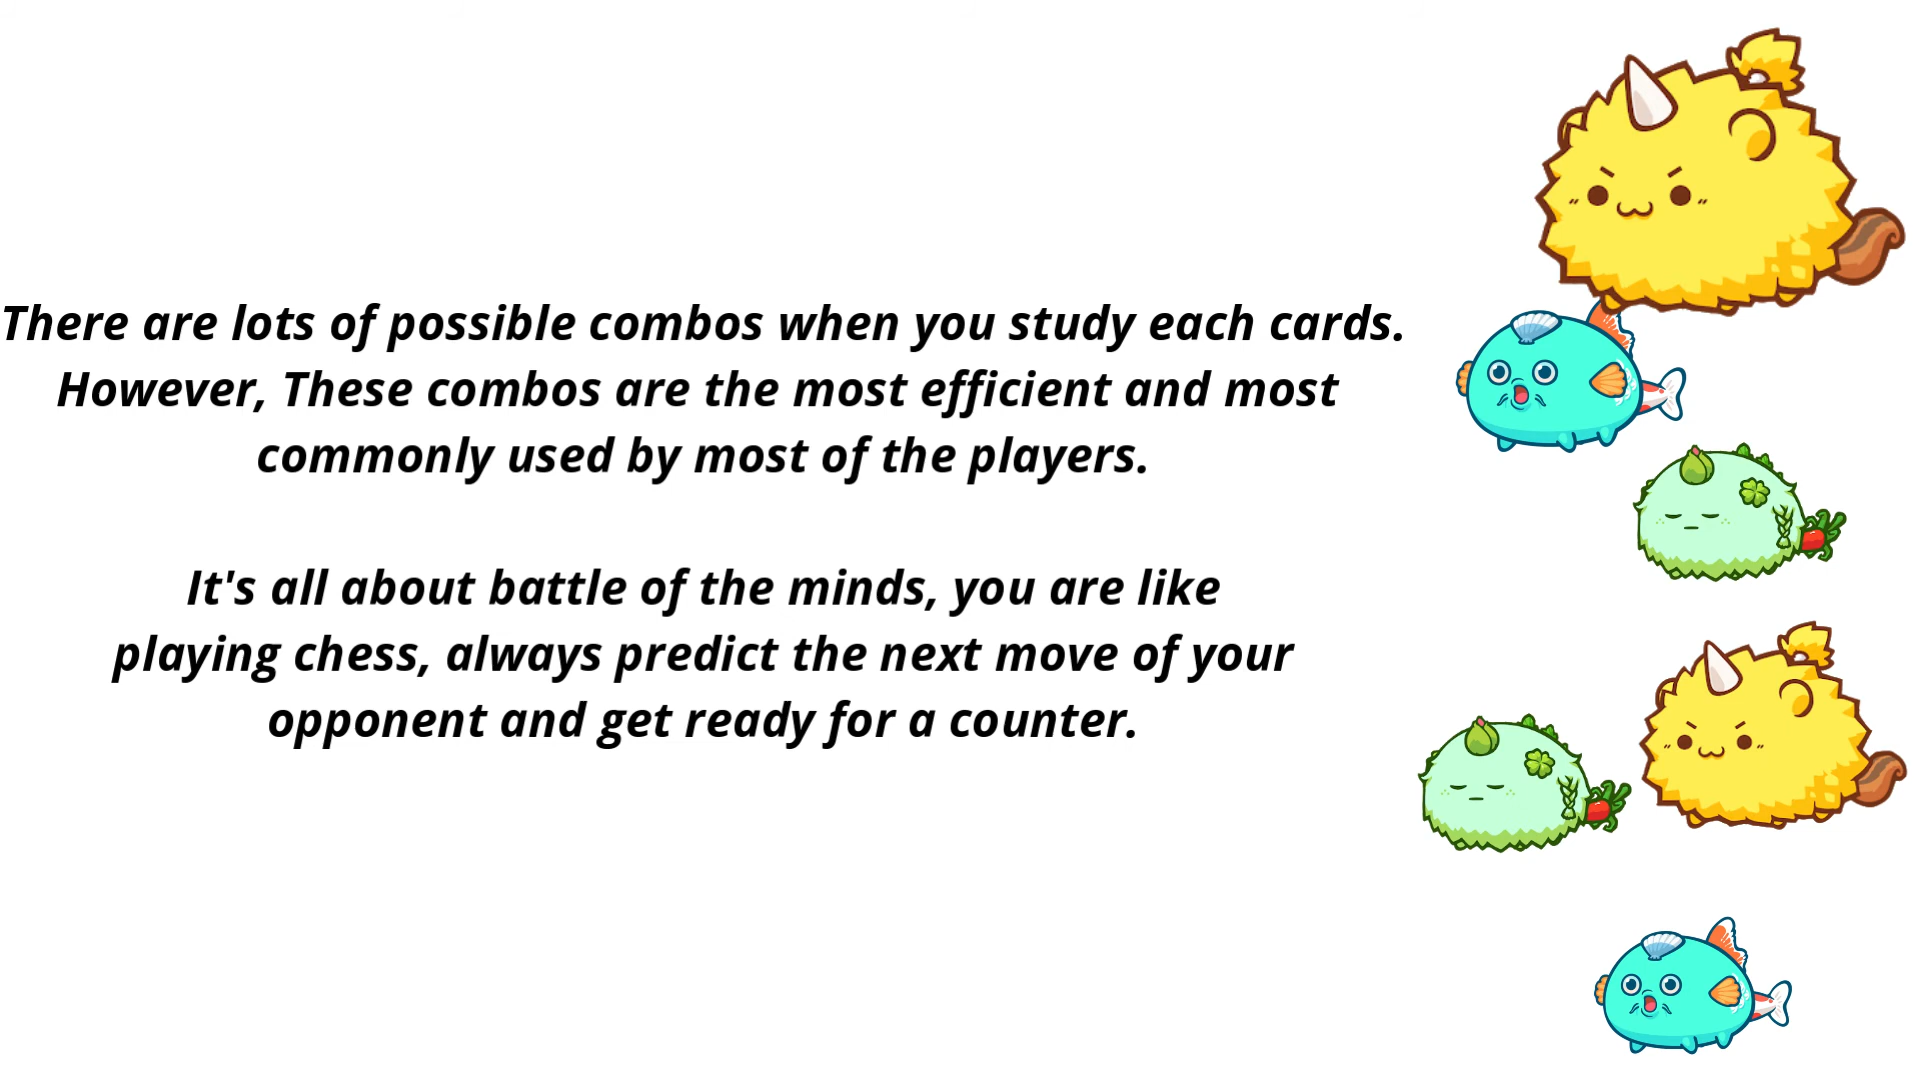 There are lots of possible combos when you study each cards.
However, These combos are the most efficient and most
commonly used by most of the players.
It's all about battle of the minds, you are like
playing chess, always predict the next move of your
opponent and get ready for a counter.